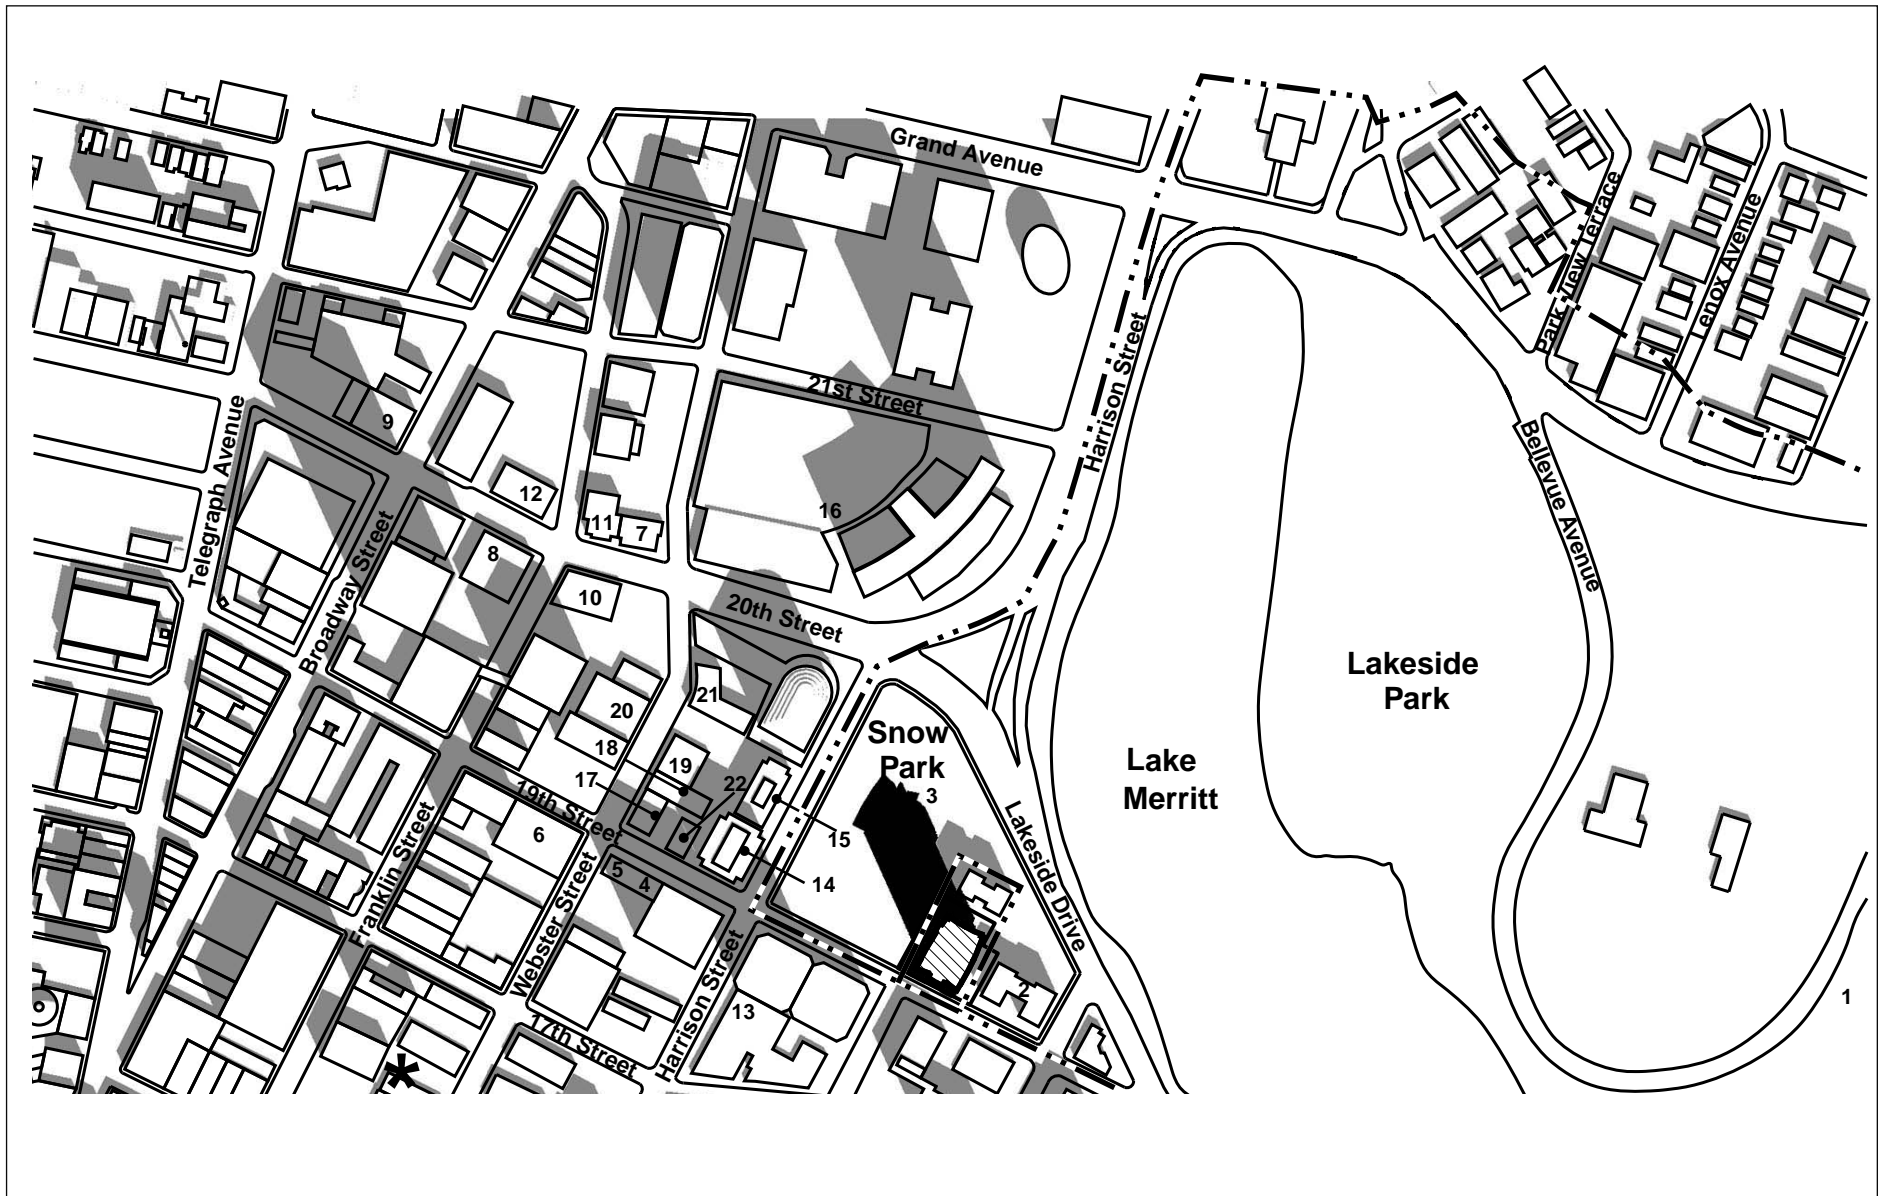 Grand Avenue
Park View Terrace
Lenox Avenue
Harrison Street
21st Street
Telegraph Avenue
9
Bellevue Avenue
12
16
11
7
8
Broadway Street
10
20th Street
Lakeside
Park
21
20
Snow
Park
18
Lake
Merritt
19
17
22
3
19th Street
Franklin Street
6
15
Lakeside Drive
5
4
14
Webster Street
Harrison Street
2
1
13
17th Street
*